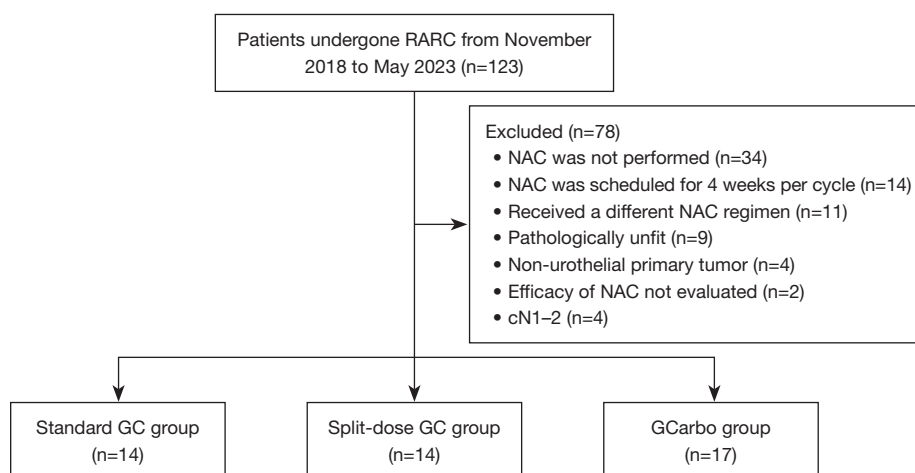 Patients undergone RARC from November
2018 to May 2023 (n=123)
Excluded (n=78)
• NAC was not performed (n=34)
• NAC was scheduled for 4 weeks per cycle (n=14)
• Received a different NAC regimen (n=11)
• Pathologically unfit (n=9)
• Non-urothelial primary tumor (n=4)
• Efficacy of NAC not evaluated (n=2)
• cN1–2 (n=4)
Standard GC group
(n=14)
Split-dose GC group
(n=14)
GCarbo group
(n=17)